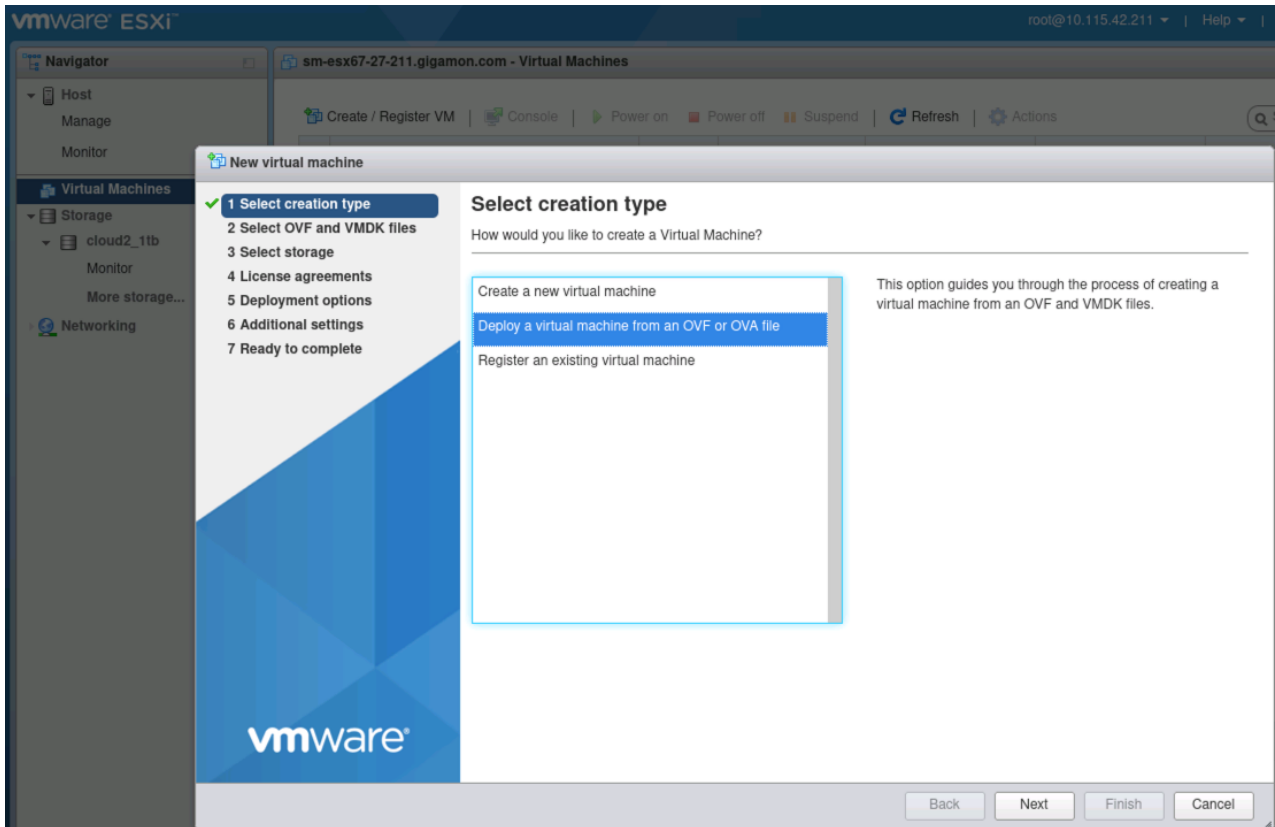 vmware ESXi™
root@10.115.42.211 | Help |
Navigator
sm-esx67-27-211.gigamon.com - Virtual Machines
Host
Manage
Monitor
Create / Register VM | Console | Power on Power off Suspend | Refresh | Actions
Virtual Machines
Storage
cloud2_1tb
Monitor
More storage...
Networking
New virtual machine
1 Select creation type
2 Select OVF and VMDK files
3 Select storage
4 License agreements
5 Deployment options
6 Additional settings
7 Ready to complete
vmware®
Select creation type
How would you like to create a Virtual Machine?
Create a new virtual machine
Deploy a virtual machine from an OVF or OVA file
Register an existing virtual machine
This option guides you through the process of creating a
virtual machine from an OVF and VMDK files.
Back Next Finish Cancel